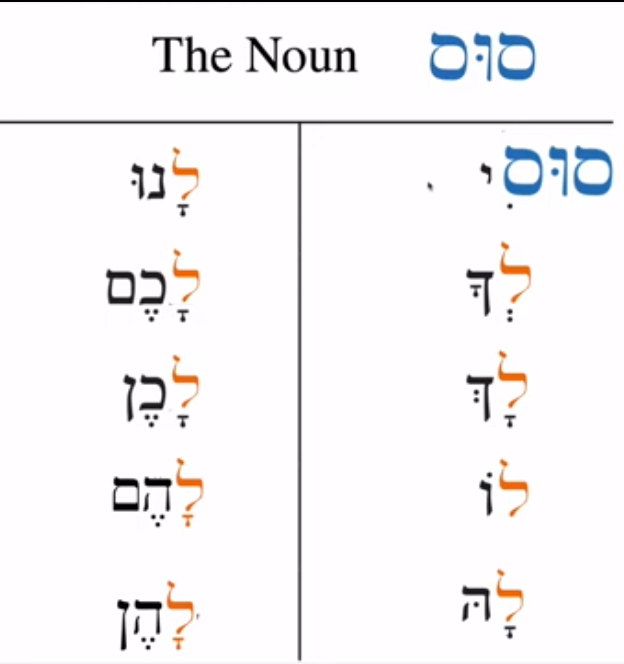 The Noun סוּס
סוּסִי לָנוּ
לְךָ לָכֶם
לָךְ לָכֶן
לוֹ לָהֶם
לָהּ לָהֶן